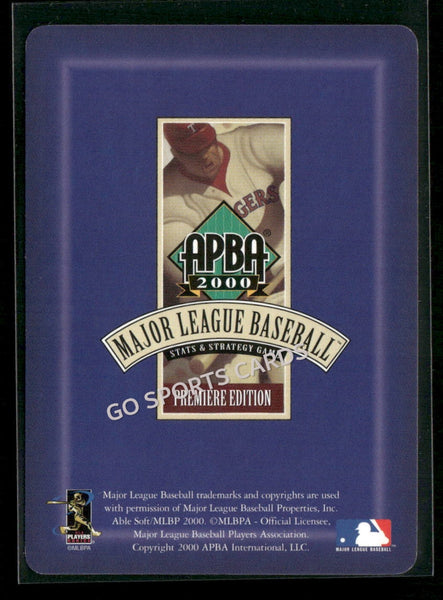 T
GERS
APBA®
2000
MAJOR LEAGUE BASEBALL™
STATS & STRATEGY GAME
GO SPORTS CARDS
PREMIERE EDITION
Major League Baseball trademarks and copyrights are used
with permission of Major League Baseball Properties, Inc.
Able Soft/MLBP 2000. ©MLBPA - Official Licensee,
Major League Baseball Players Association.
Copyright 2000 APBA International, LLC.
PLAYERS
CHOICE
©MLBPA
MAJOR LEAGUE BASEBALL